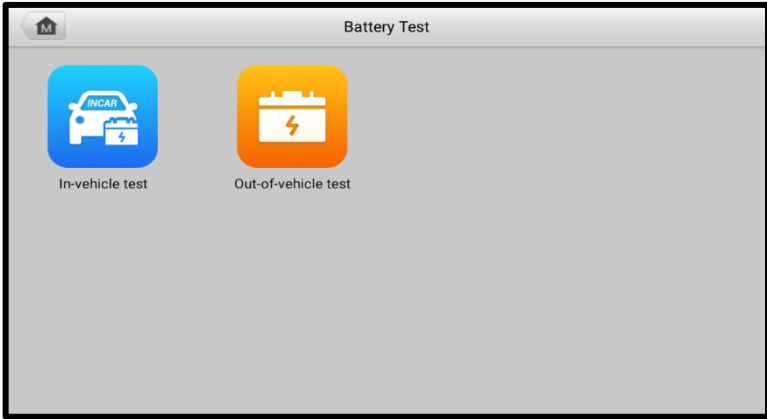 M
Battery Test
INCAR
In-vehicle test
Out-of-vehicle test